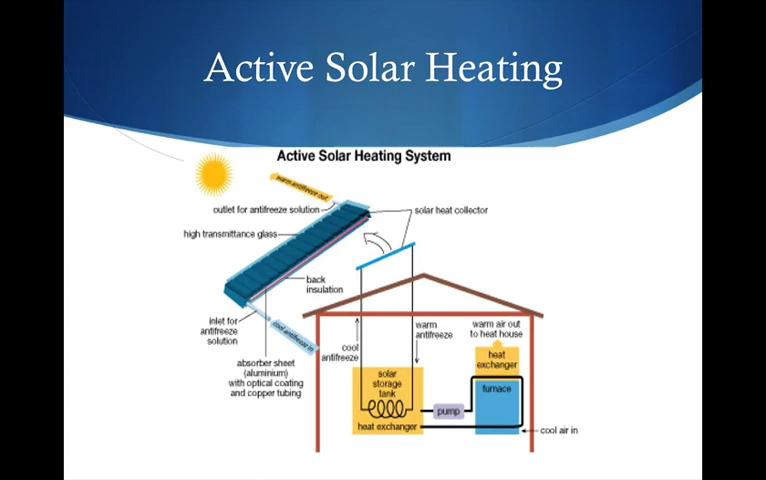 Active Solar Heating
Active Solar Heating System
warm antifreeze out
outlet for antifreeze solution
solar heat collector
high transmittance glass
back
insulation
inlet for
antifreeze
solution
cool antifreeze in
absorber sheet
(aluminium)
with optical coating
and copper tubing
cool
antifreeze
warm
antifreeze
warm air out
to heat house
heat
exchanger
solar
storage
tank
furnace
pump
heat exchanger
cool air in